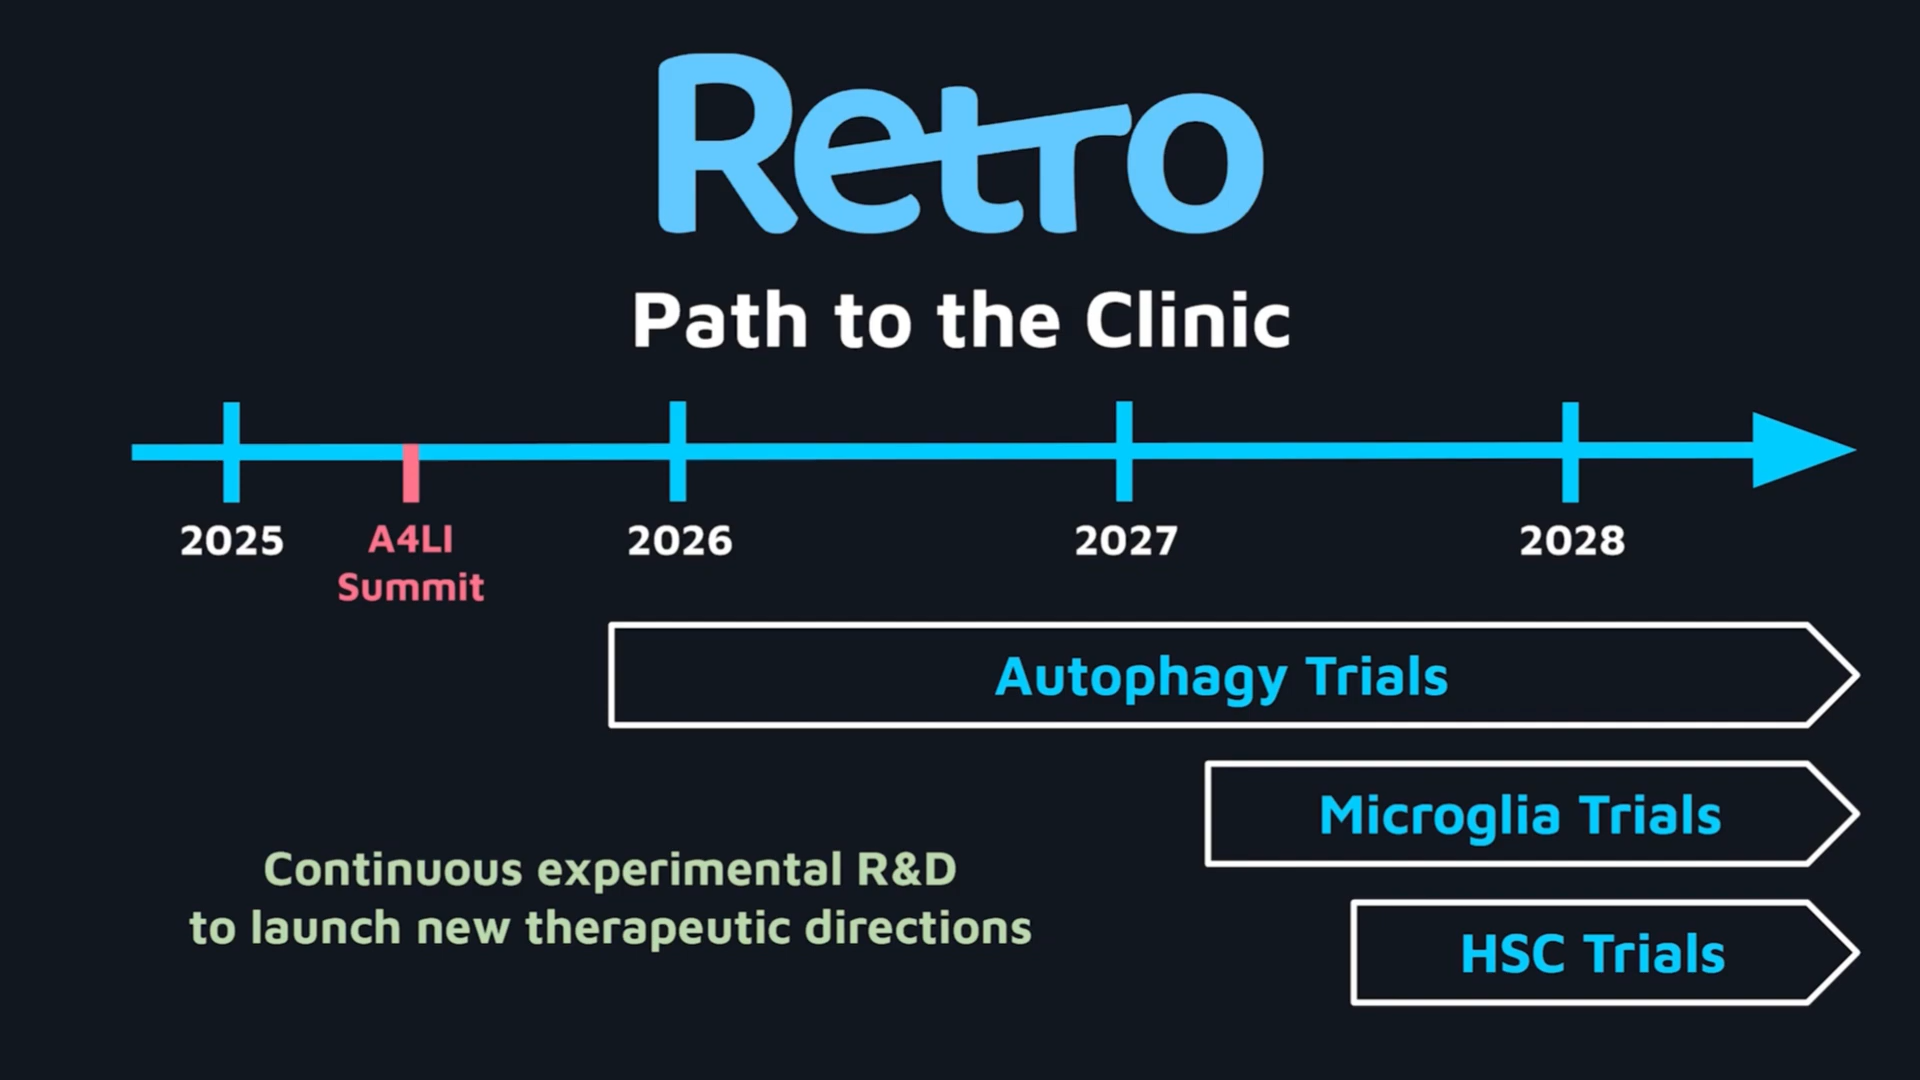 Retro
Path to the Clinic
2025
A4LI
Summit
2026
2027
2028
Autophagy Trials
Microglia Trials
HSC Trials
Continuous experimental R&D
to launch new therapeutic directions